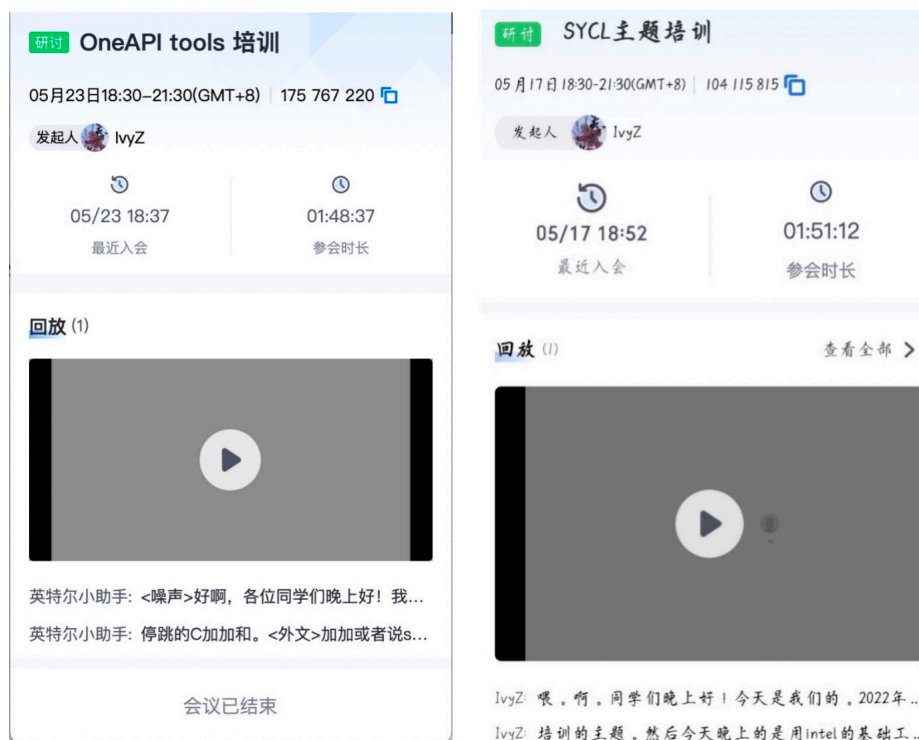 研讨 OneAPI tools 培训
05月23日18:30-21:30(GMT+8) 175 767 220
发起人 IvyZ
05/23 18:37 01:48:37
最近入会 参会时长
回放 (1)
英特尔小助手: <噪声>好啊，各位同学们晚上好！我...
英特尔小助手: 停跳的C加加和。<外文>加加或者说s...
会议已结束
研讨 SYCL主题培训
05月17日18:30-21:30(GMT+8) 104 115 815
发起人 IvyZ
05/17 18:52 01:51:12
最近入会 参会时长
回放 (1) 查看全部
IvyZ: 喂。啊。同学们晚上好！今天是我们的。2022年...
IvyZ: 培训的主题。然后今天晚上的是用intel的基础工...